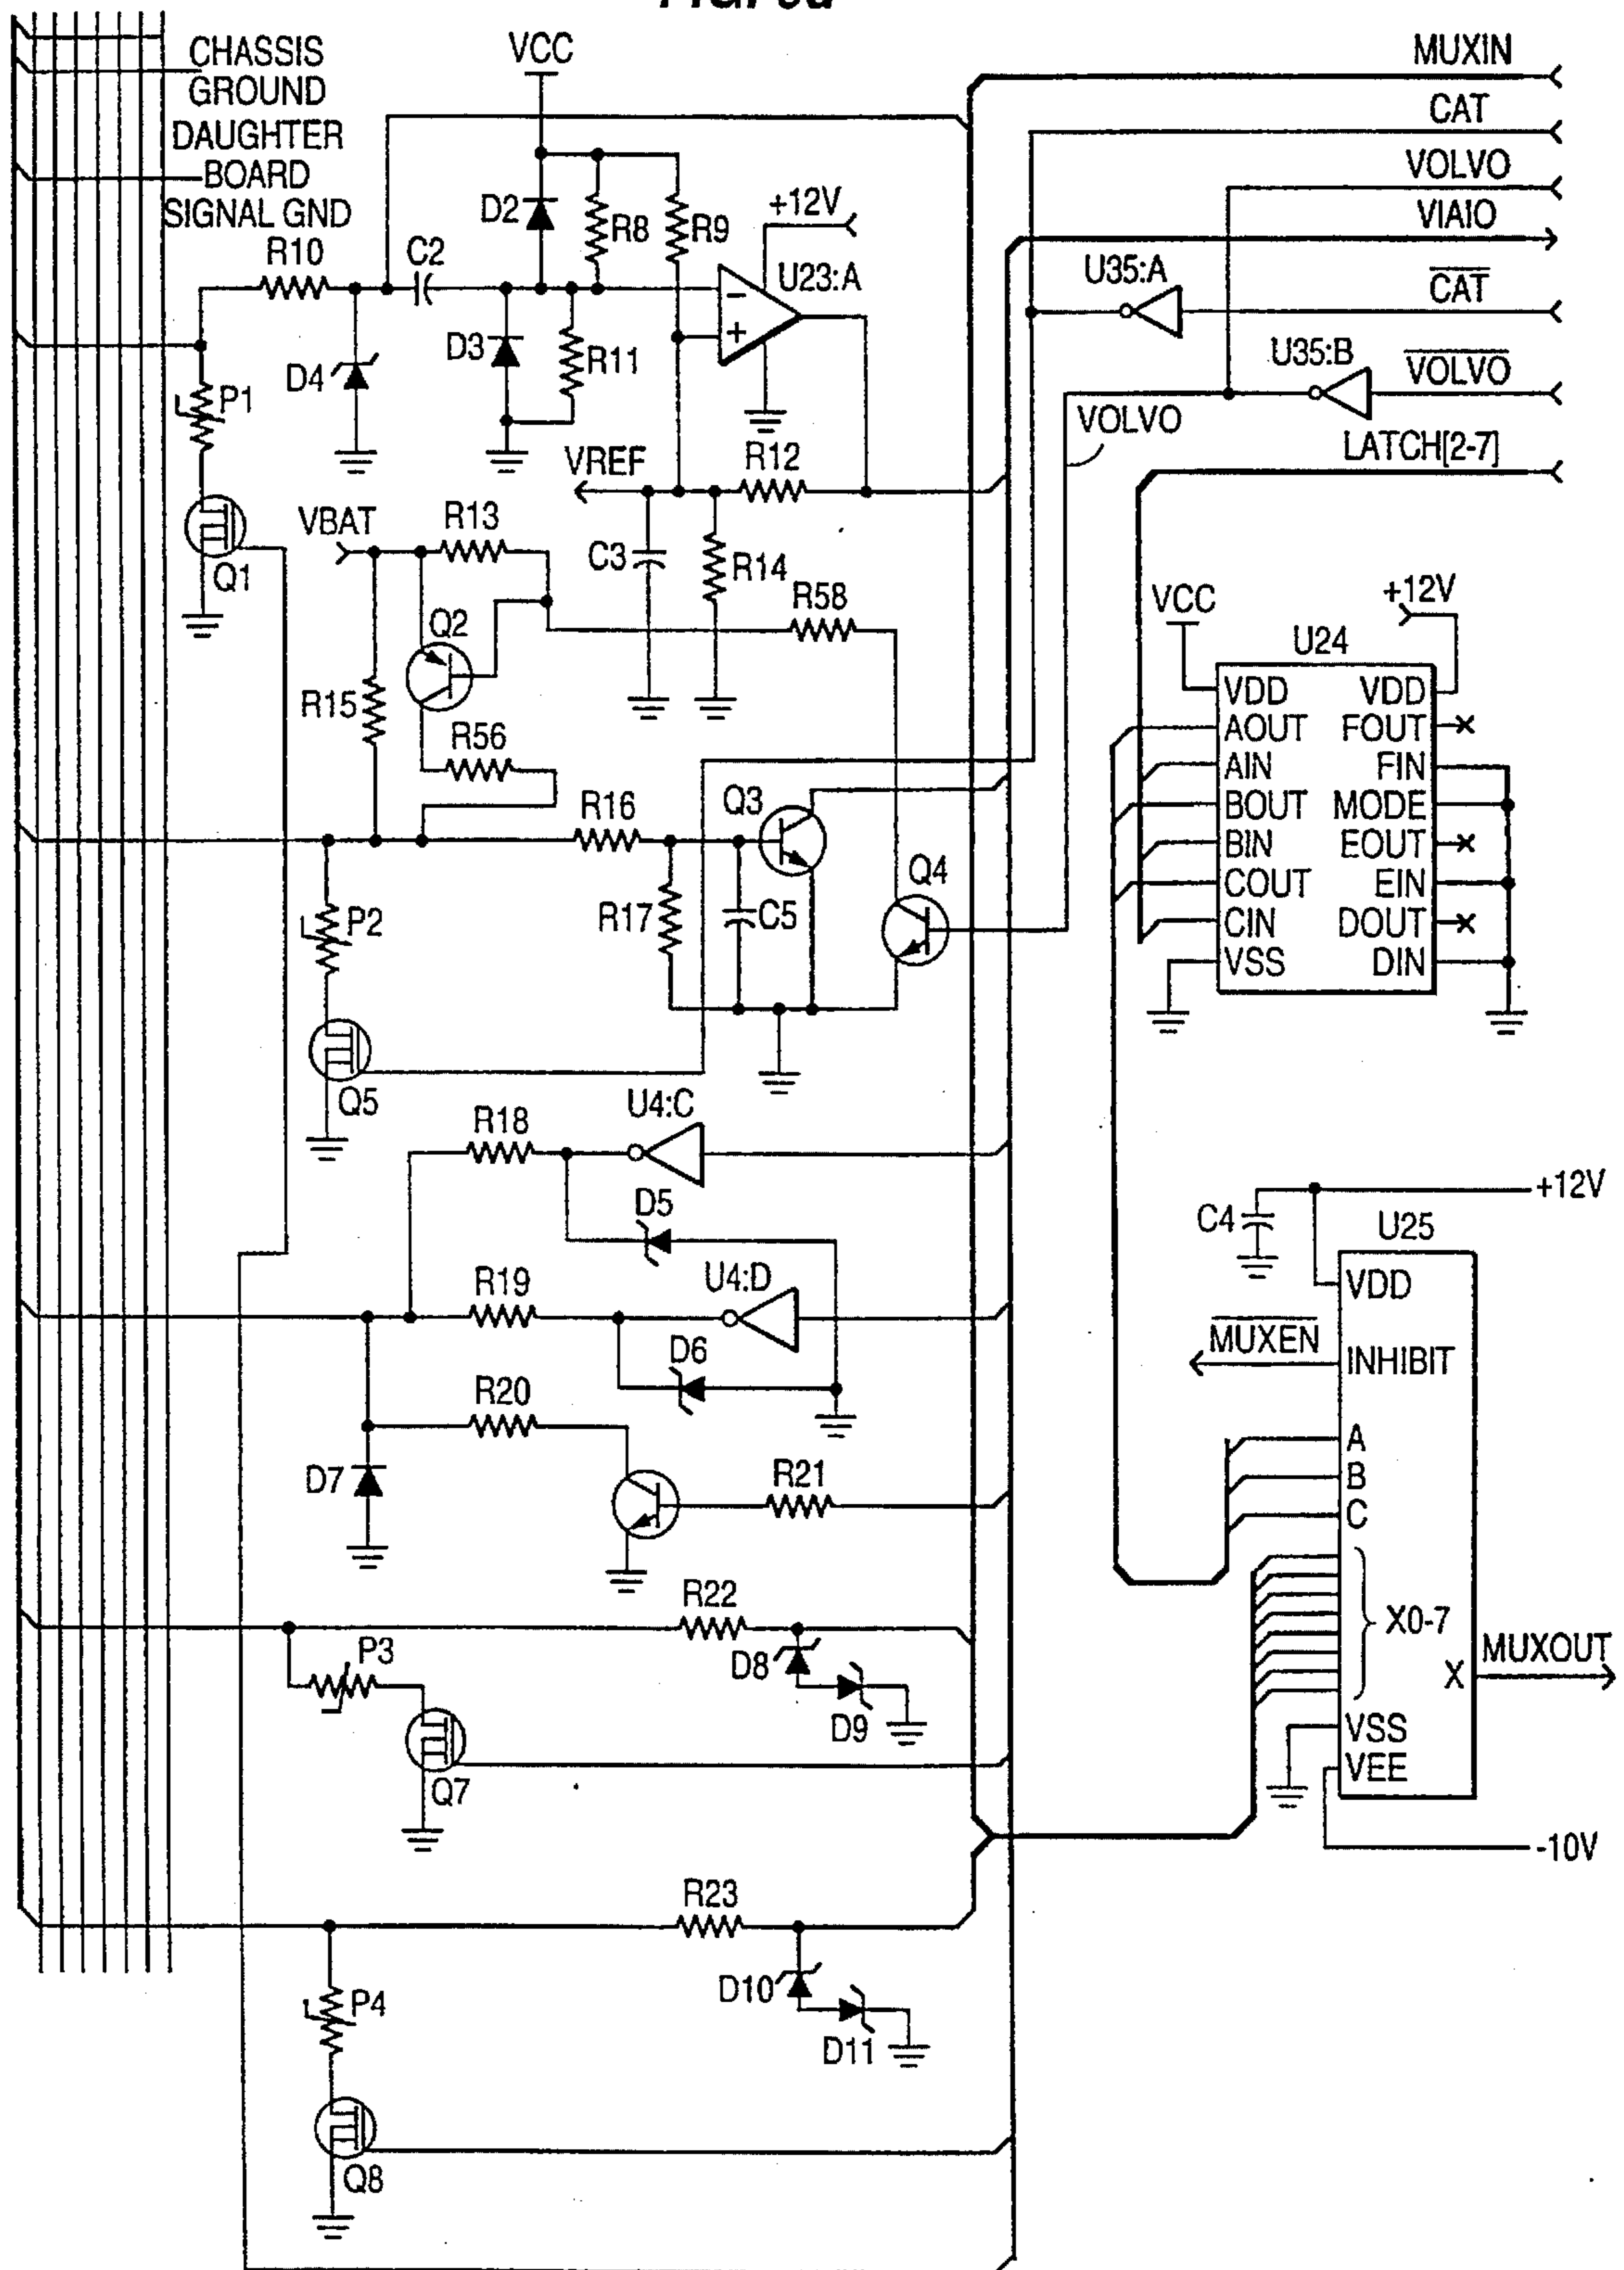 CHASSIS
GROUND
DAUGHTER
BOARD
SIGNAL GND
VCC
MUXIN
CAT
VOLVO
VIAIO
CAT
VOLVO
LATCH[2-7]
R10
C2
D2
R8
R9
+12V
U23:A
-
+
U35:A
U35:B
VOLVO
D4
D3
R11
P1
VREF
R12
Q1
VBAT
R13
C3
R14
R58
Q2
R15
R56
R16
Q3
Q4
R17
C5
P2
Q5
VCC
+12V
U24
VDD VDD
AOUT FOUT
AIN FIN
BOUT MODE
BIN EOUT
COUT EIN
CIN DOUT
VSS DIN
R18
U4:C
D5
R19
U4:D
D6
R20
D7
R21
+12V
C4
U25
VDD
MUXEN
INHIBIT
A
B
C
X0-7
X
MUXOUT
VSS
VEE
-10V
R22
P3
D8
D9
Q7
R23
D10
D11
P4
Q8